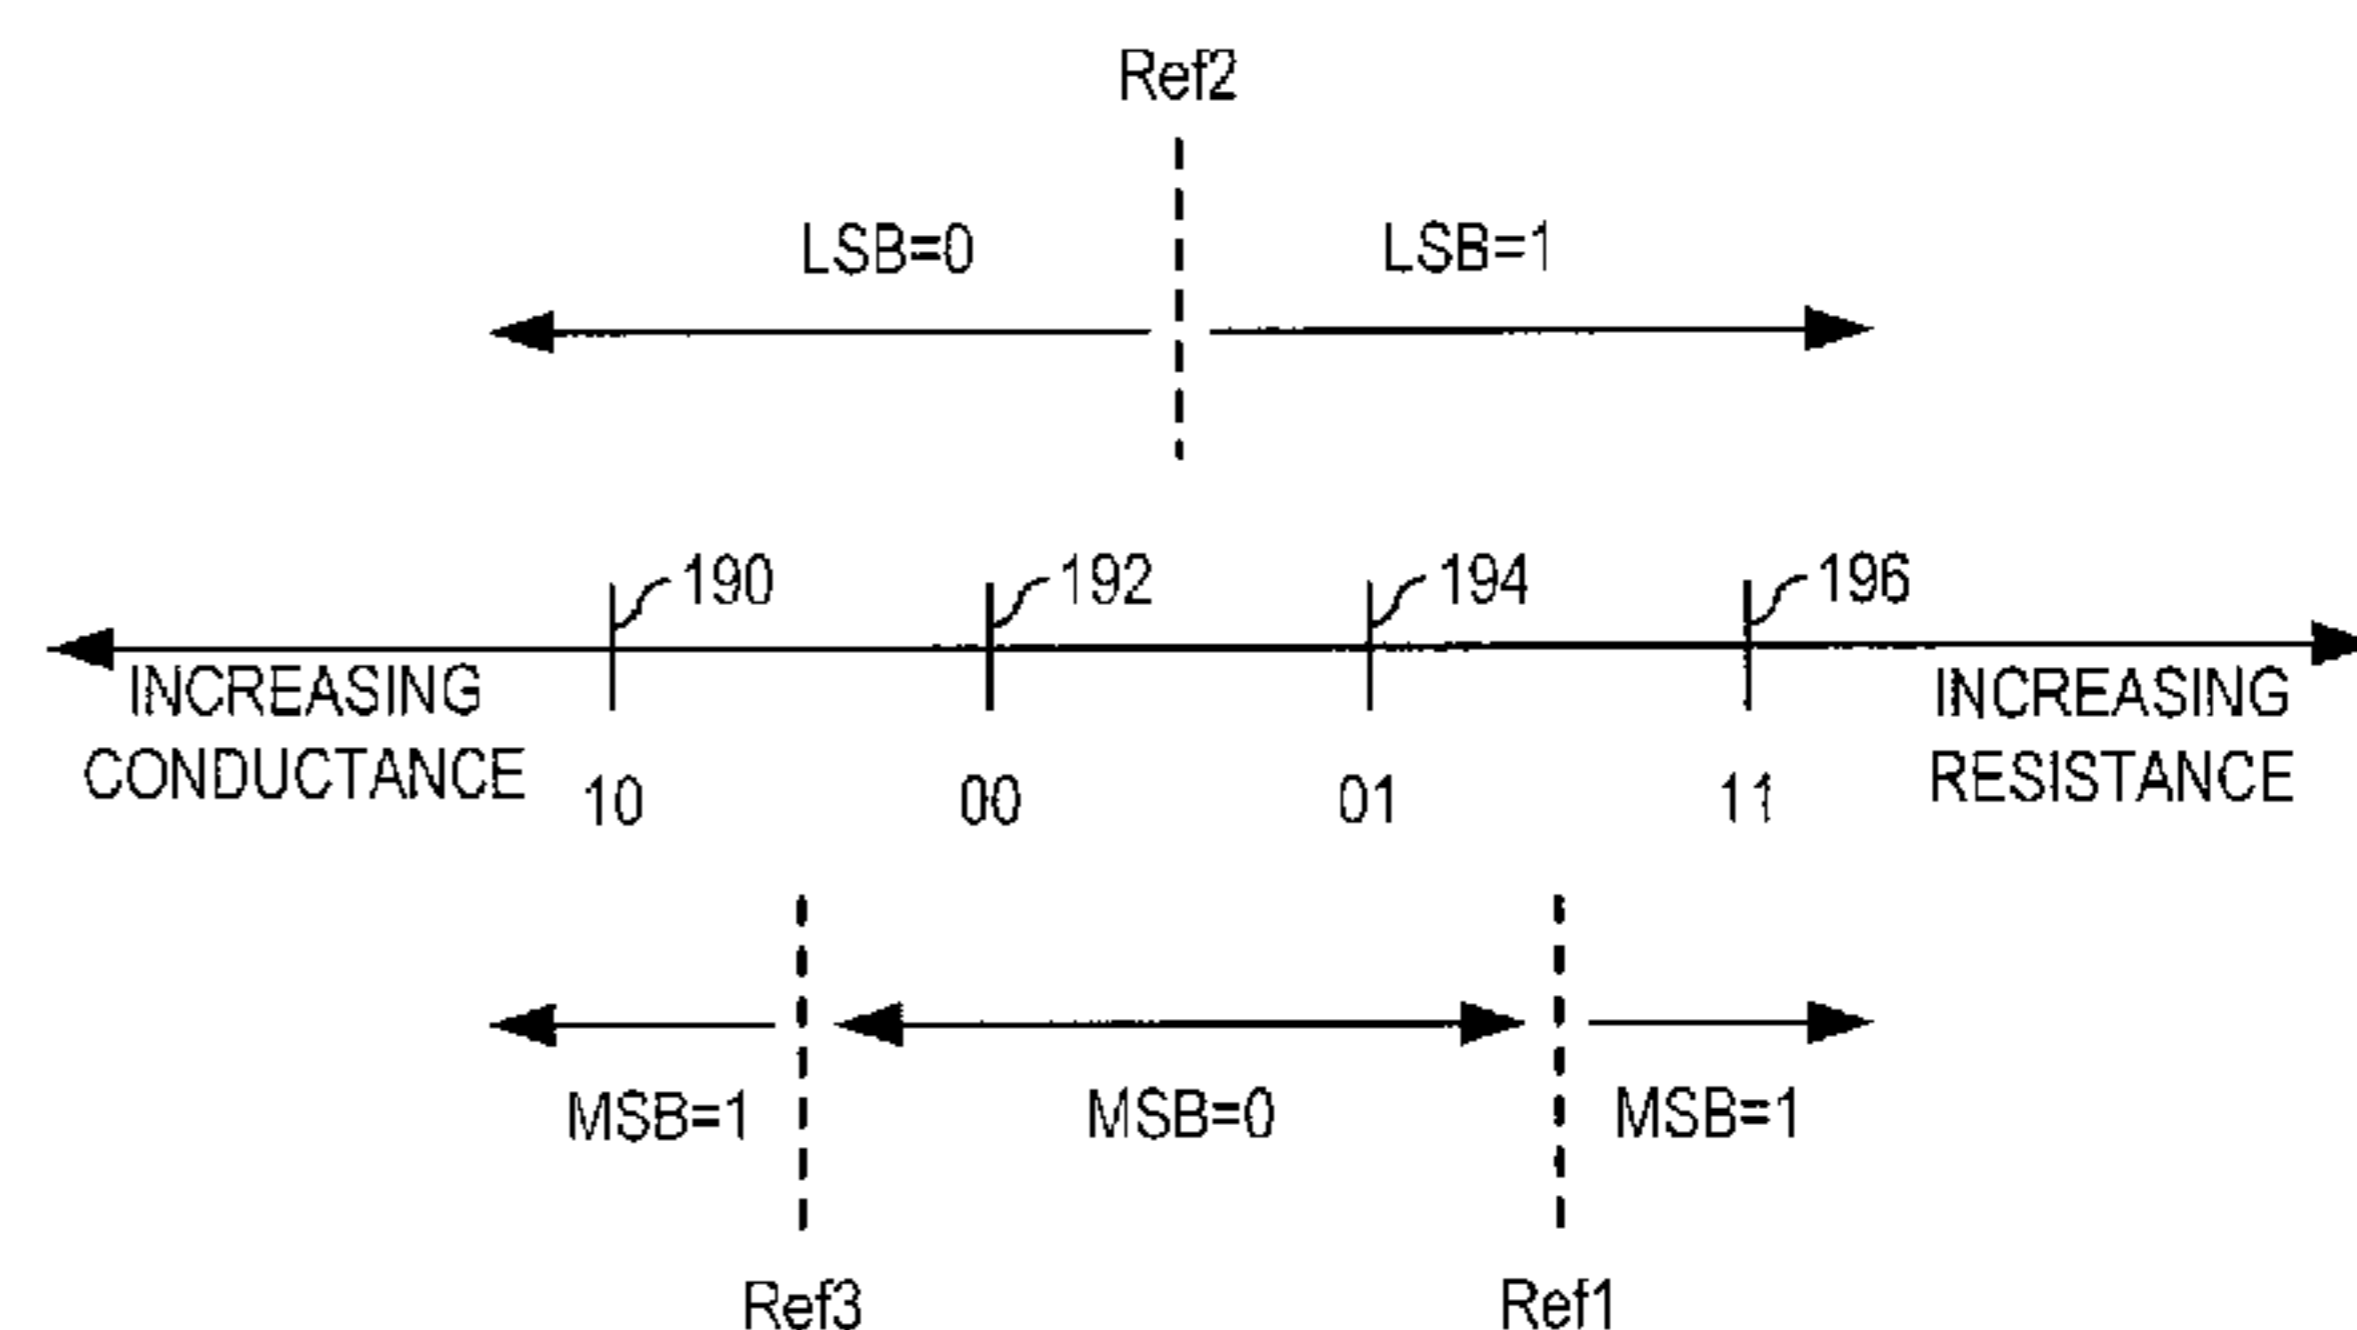 Ref2
LSB=0 LSB=1
190 192 194 196
INCREASING INCREASING
CONDUCTANCE 10 00 01 11 RESISTANCE
MSB=1 MSB=0 MSB=1
Ref3 Ref1